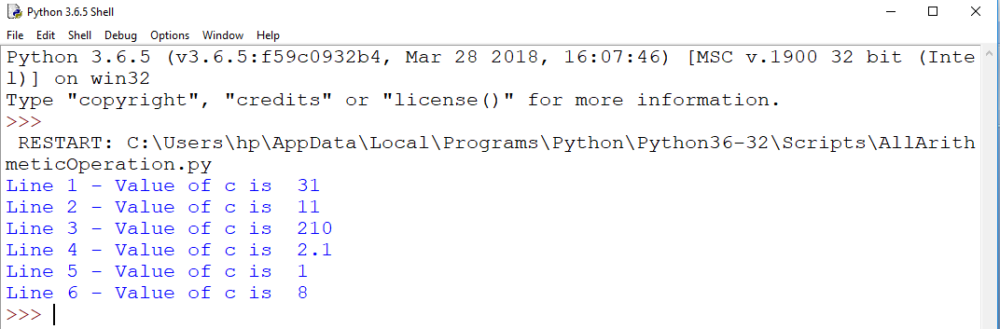 Python 3.6.5 Shell
File Edit Shell Debug Options Window Help
Python 3.6.5 (v3.6.5:f59c0932b4, Mar 28 2018, 16:07:46) [MSC v.1900 32 bit (Inte
l)] on win32
Type "copyright", "credits" or "license()" for more information.
>>>
 RESTART: C:\Users\hp\AppData\Local\Programs\Python\Python36-32\Scripts\AllArith
meticOperation.py
Line 1 - Value of c is  31
Line 2 - Value of c is  11
Line 3 - Value of c is  210
Line 4 - Value of c is  2.1
Line 5 - Value of c is  1
Line 6 - Value of c is  8
>>>